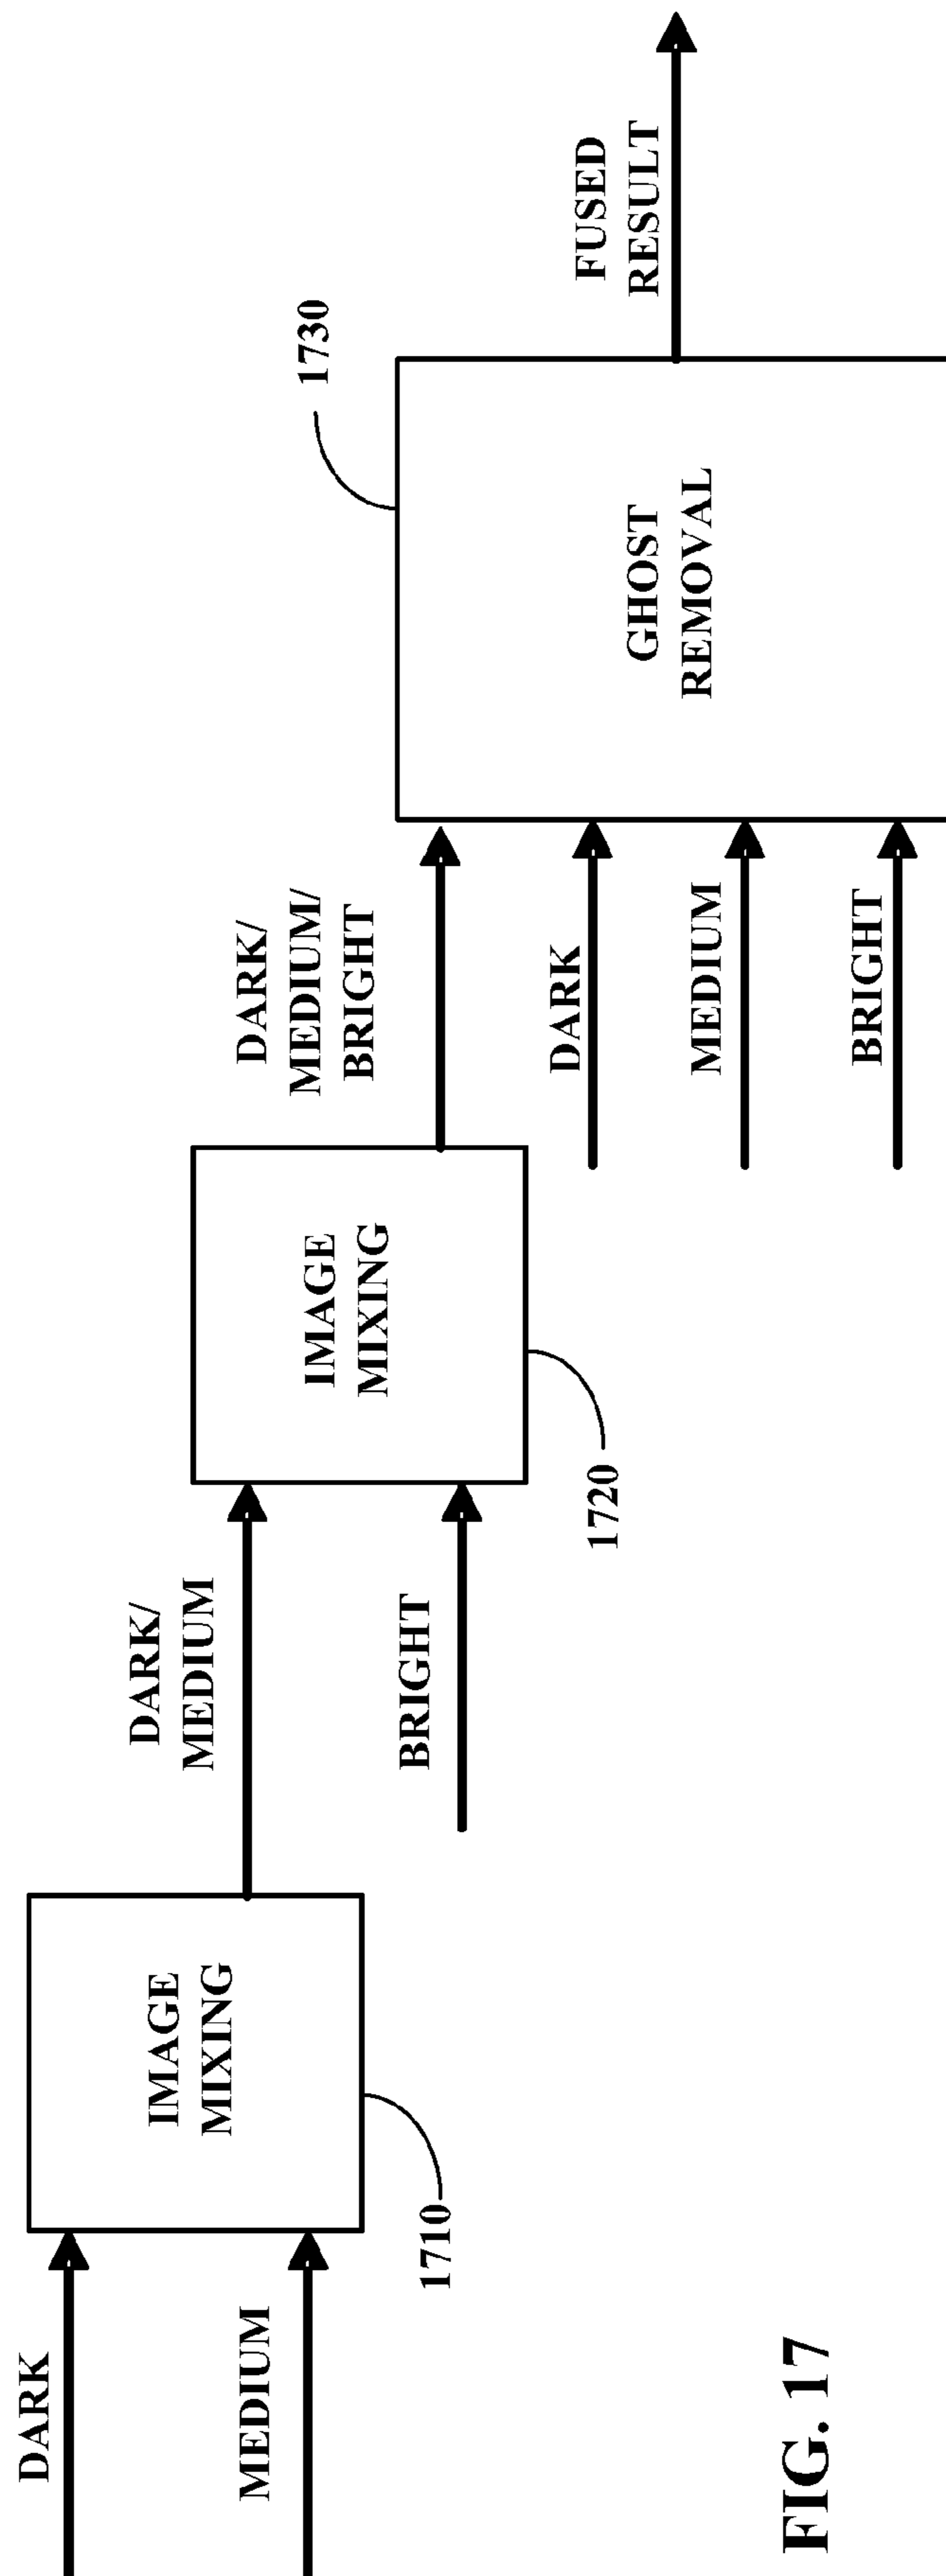 DARK
MEDIUM
IMAGE
MIXING
1710
DARK/
MEDIUM
BRIGHT
IMAGE
MIXING
1720
DARK/
MEDIUM/
BRIGHT
DARK
MEDIUM
BRIGHT
GHOST
REMOVAL
1730
FUSED
RESULT
FIG. 17